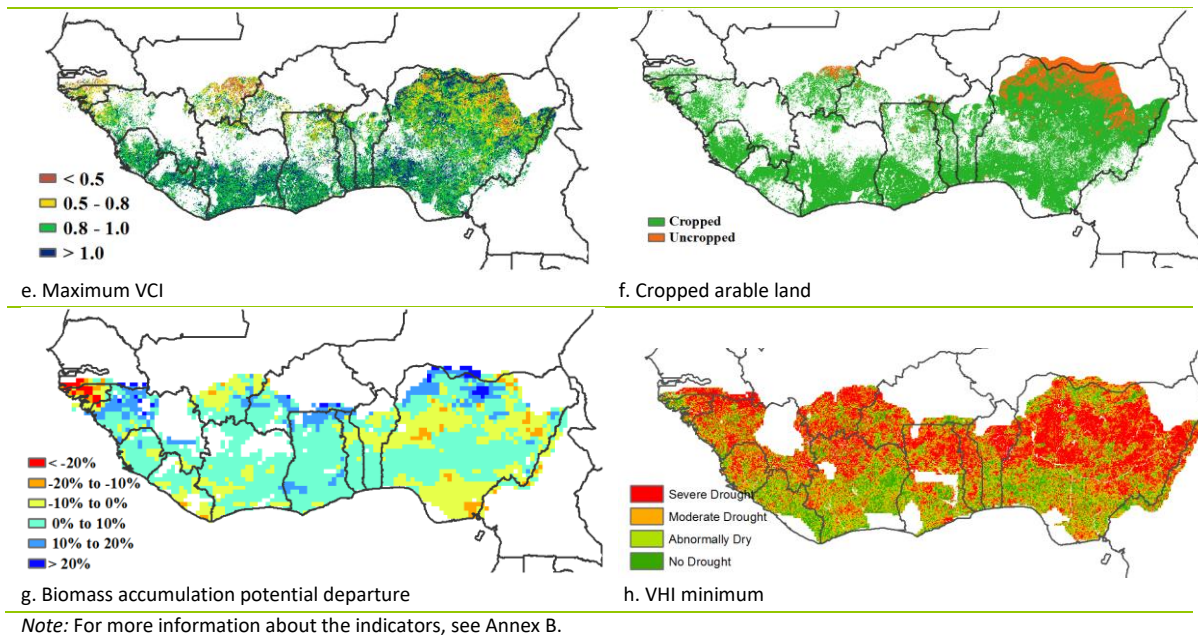 < 0.5
0.5 - 0.8
0.8 - 1.0
> 1.0
e. Maximum VCI
Cropped
Uncropped
f. Cropped arable land
< -20%
-20% to -10%
-10% to 0%
0% to 10%
10% to 20%
> 20%
g. Biomass accumulation potential departure
Severe Drought
Moderate Drought
Abnormally Dry
No Drought
h. VHI minimum
Note: For more information about the indicators, see Annex B.